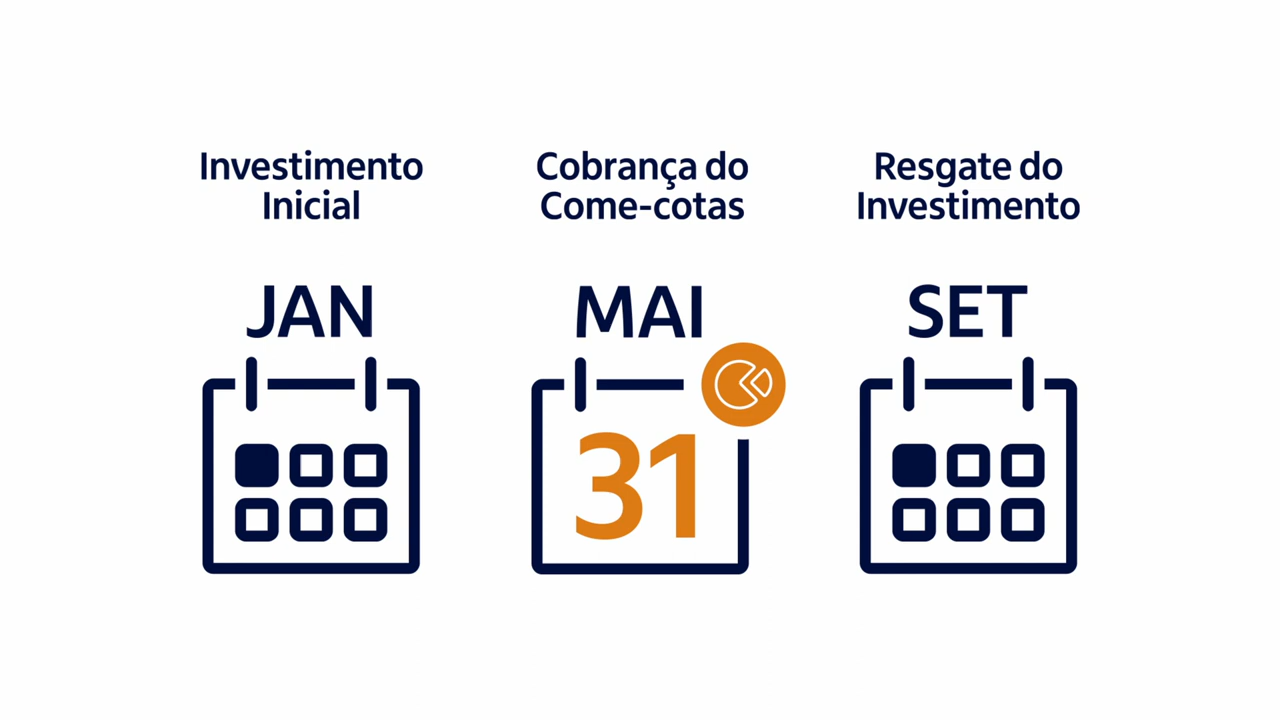 Investimento
Inicial
Cobrança do
Come-cotas
Resgate do
Investimento
JAN
MAI
SET
31